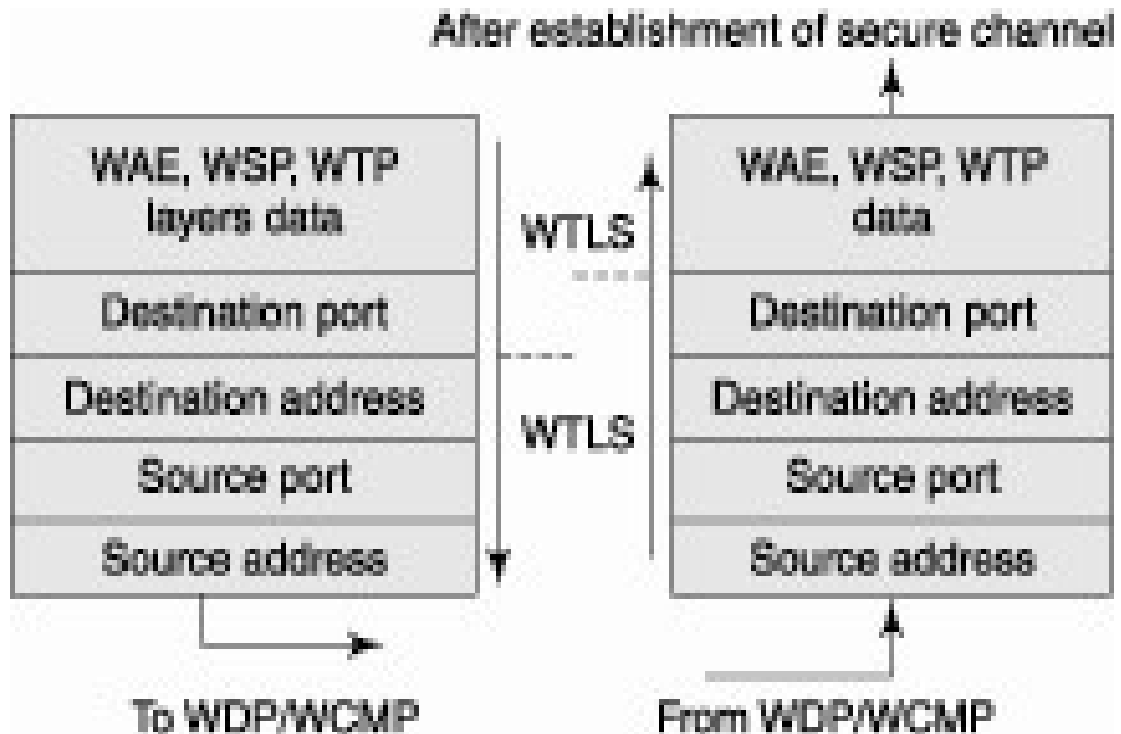 After establishment of secure channel
WAE, WSP, WTP
layers data
Destination port
Destination address
Source port
Source address
To WDP/WCMP
WTLS
WTLS
WAE, WSP, WTP
data
Destination port
Destination address
Source port
Source address
From WDP/WCMP